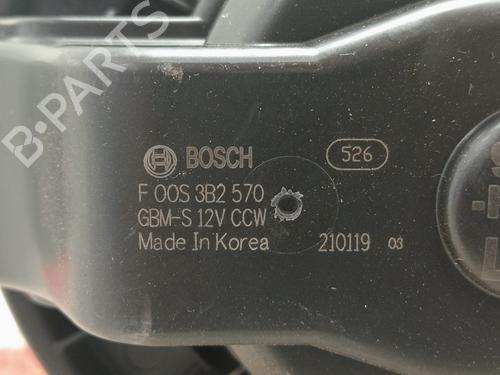 B-PARTS
BOSCH
526
F 00S 3B2 570
GBM-S 12V CCW
Made In Korea
210119 03